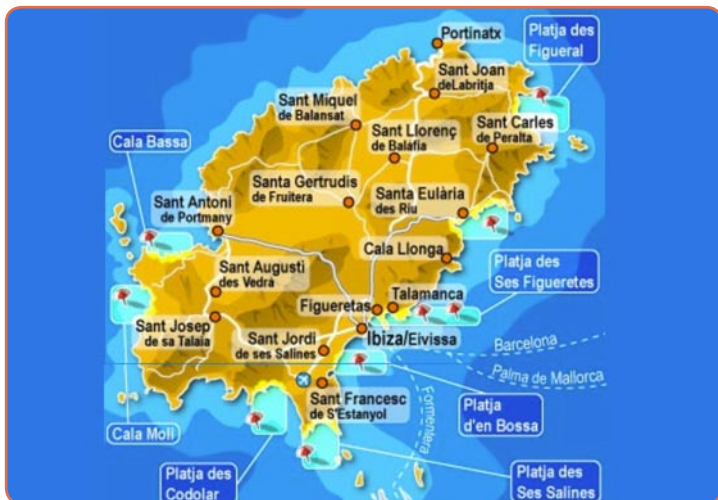 Portinatx
Platja des
Figueral
Sant Joan
deLabritja
Sant Miquel
de Balansat
Sant Llorenç
de Balàfia
Sant Carles
de Peralta
Cala Bassa
Santa Gertrudis
de Fruitera
Santa Eulària
des Riu
Sant Antoni
de Portmany
Cala Llonga
Platja des
Ses Figueretes
Sant Augusti
des Vedrà
Figueretas
Talamanca
Sant Josep
de sa Talaia
Sant Jordi
de ses Salines
Ibiza/Eivissa
Barcelona
Palma de Mallorca
Sant Francesc
de S'Estanyol
Formentera
Platja
d'en Bossa
Cala Moli
Platja des
Codolar
Platja des
Ses Salines